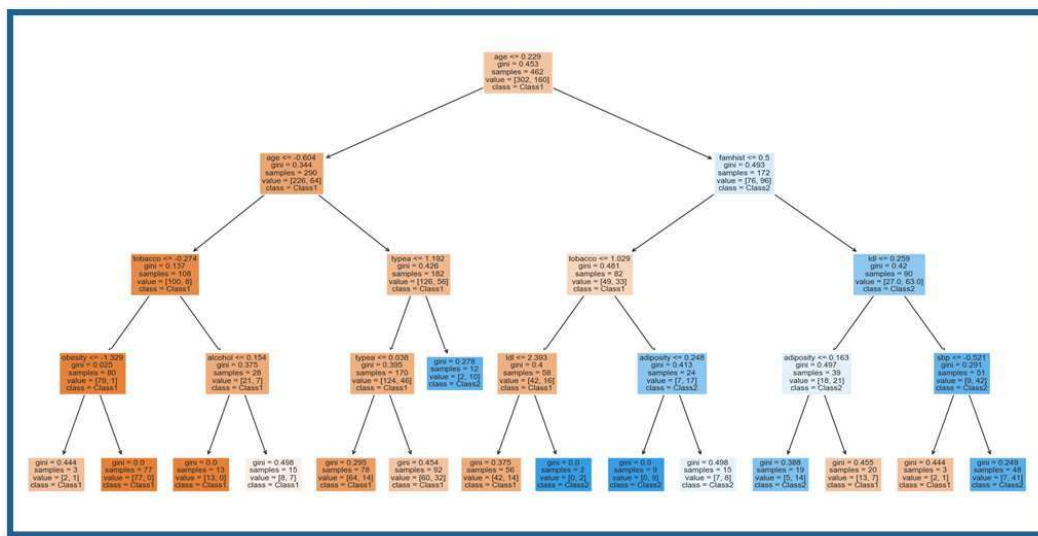 age <= 0.229
gini = 0.453
samples = 462
value = [302, 160]
class = Class1
age <= -0.604
gini = 0.344
samples = 290
value = [226, 64]
class = Class1
famhist <= 0.5
gini = 0.493
samples = 172
value = [76, 96]
class = Class2
tobacco <= -0.274
gini = 0.137
samples = 108
value = [100, 8]
class = Class1
typea <= 1.192
gini = 0.426
samples = 182
value = [126, 56]
class = Class1
tobacco <= 1.029
gini = 0.481
samples = 82
value = [49, 33]
class = Class1
ldl <= 0.259
gini = 0.42
samples = 90
value = [27.0, 63.0]
class = Class2
obesity <= -1.329
gini = 0.025
samples = 80
value = [79, 1]
class = Class1
alcohol <= 0.154
gini = 0.375
samples = 28
value = [21, 7]
class = Class1
typea <= 0.038
gini = 0.395
samples = 170
value = [124, 46]
class = Class1
gini = 0.278
samples = 12
value = [2, 10]
class = Class2
ldl <= 2.393
gini = 0.4
samples = 58
value = [42, 16]
class = Class1
adiposity <= 0.248
gini = 0.413
samples = 24
value = [7, 17]
class = Class2
adiposity <= 0.163
gini = 0.497
samples = 39
value = [18, 21]
class = Class2
sbp <= -0.521
gini = 0.291
samples = 51
value = [9, 42]
class = Class2
gini = 0.444
samples = 3
value = [2, 1]
class = Class1
gini = 0.0
samples = 77
value = [77, 0]
class = Class1
gini = 0.0
samples = 13
value = [13, 0]
class = Class1
gini = 0.498
samples = 15
value = [8, 7]
class = Class1
gini = 0.295
samples = 78
value = [64, 14]
class = Class1
gini = 0.454
samples = 92
value = [60, 32]
class = Class1
gini = 0.375
samples = 56
value = [42, 14]
class = Class1
gini = 0.0
samples = 2
value = [0, 2]
class = Class2
gini = 0.0
samples = 9
value = [0, 9]
class = Class2
gini = 0.498
samples = 15
value = [7, 8]
class = Class2
gini = 0.388
samples = 19
value = [5, 14]
class = Class2
gini = 0.455
samples = 20
value = [13, 7]
class = Class1
gini = 0.444
samples = 3
value = [2, 1]
class = Class1
gini = 0.249
samples = 48
value = [7, 41]
class = Class2